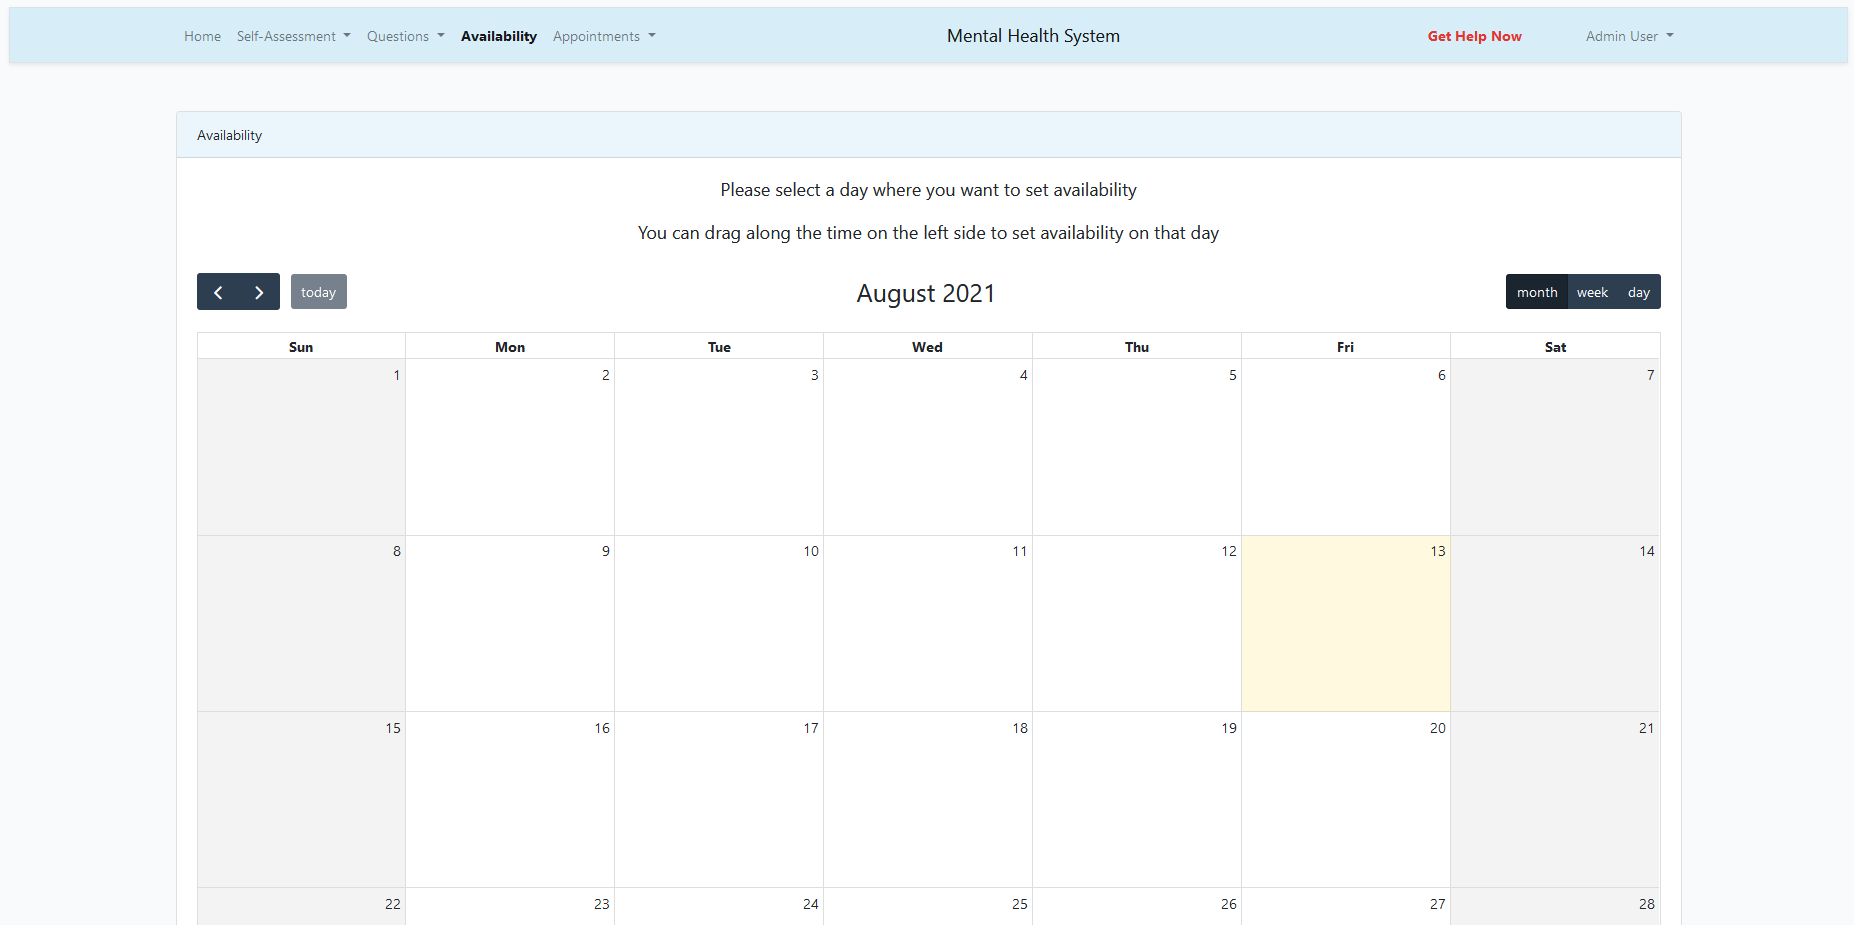 Home Self-Assessment Questions Availability Appointments Mental Health System Get Help Now Admin User
Availability
Please select a day where you want to set availability
You can drag along the time on the left side to set availability on that day
today August 2021 month week day
Sun Mon Tue Wed Thu Fri Sat
1 2 3 4 5 6 7
8 9 10 11 12 13 14
15 16 17 18 19 20 21
22 23 24 25 26 27 28